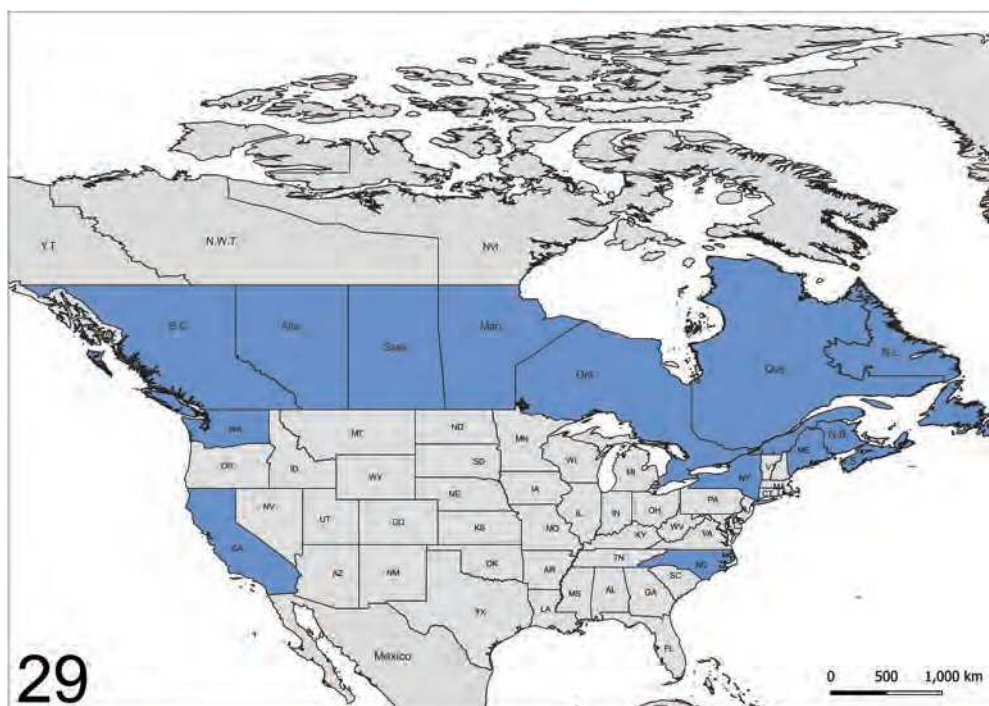 Y.T. N.W.T. NVt
B.C. Alta. Sask. Man. Ont. Que. N.L.
N.B.
WA MT ND MN ME
OR ID WY SD WI MI NY VT
NV UT CO NE IA IL IN OH PA MA
CT
CA KS MO KY WV VA
AZ NM OK AR TN NC
TX LA MS AL GA SC
FL
México
29
0 500 1,000 km